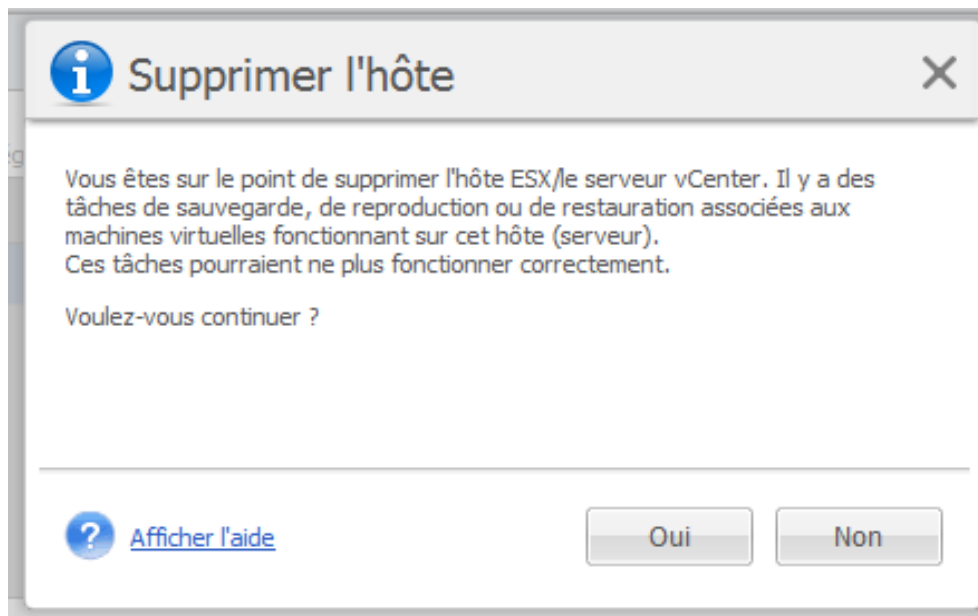 Supprimer l'hôte
Vous êtes sur le point de supprimer l'hôte ESX/le serveur vCenter. Il y a des
tâches de sauvegarde, de reproduction ou de restauration associées aux
machines virtuelles fonctionnant sur cet hôte (serveur).
Ces tâches pourraient ne plus fonctionner correctement.
Voulez-vous continuer ?
Afficher l'aide
Oui
Non